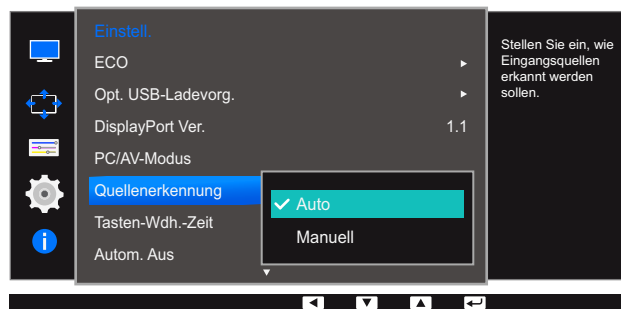 Einstell.
ECO
Opt. USB-Ladevorg.
DisplayPort Ver. 1.1
PC/AV-Modus
Quellenerkennung
Auto
Tasten-Wdh.-Zeit
Manuell
Autom. Aus
Stellen Sie ein, wie
Eingangsquellen
erkannt werden
sollen.